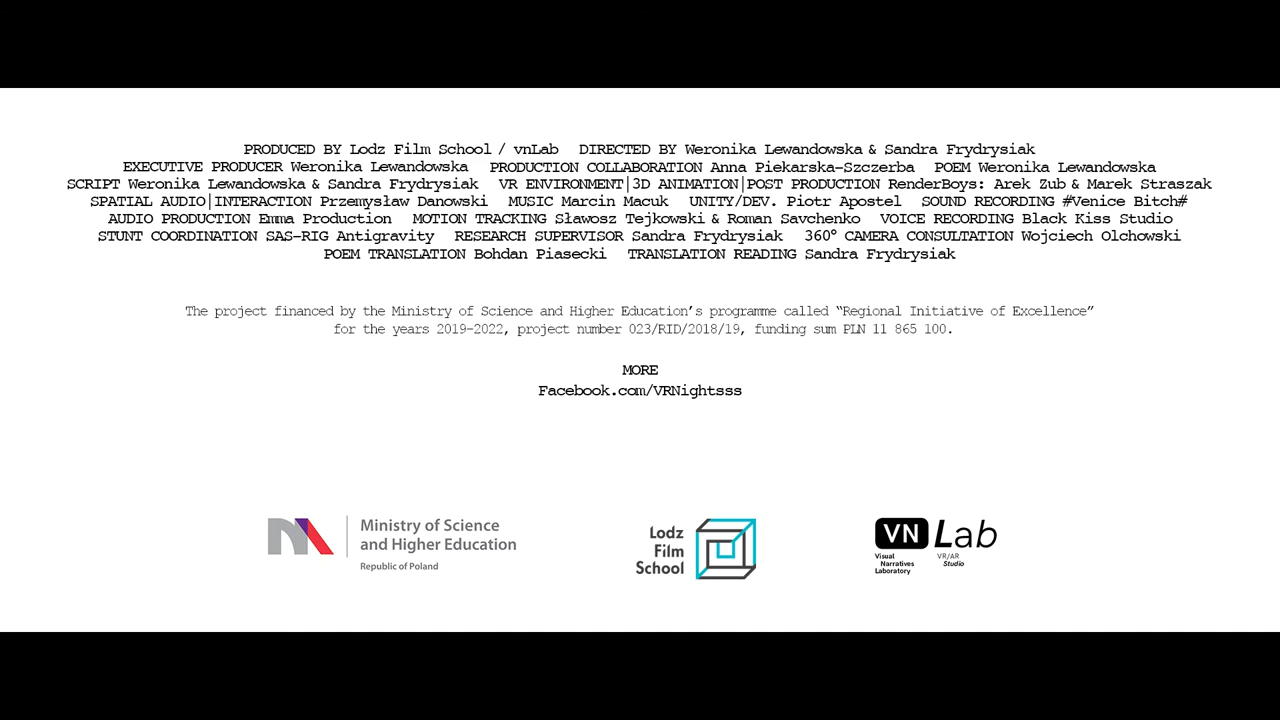 PRODUCED BY Lodz Film School / vnLab DIRECTED BY Weronika Lewandowska & Sandra Frydrysiak
EXECUTIVE PRODUCER Weronika Lewandowska PRODUCTION COLLABORATION Anna Piekarska-Szczerba POEM Weronika Lewandowska
SCRIPT Weronika Lewandowska & Sandra Frydrysiak VR ENVIRONMENT|3D ANIMATION|POST PRODUCTION RenderBoys: Arek Zub & Marek Straszak
SPATIAL AUDIO|INTERACTION Przemysław Danowski MUSIC Marcin Macuk UNITY/DEV. Piotr Apostel SOUND RECORDING #Venice Bitch#
AUDIO PRODUCTION Emma Production MOTION TRACKING Sławosz Tejkowski & Roman Savchenko VOICE RECORDING Black Kiss Studio
STUNT COORDINATION SAS-RIG Antigravity RESEARCH SUPERVISOR Sandra Frydrysiak 360° CAMERA CONSULTATION Wojciech Olchowski
POEM TRANSLATION Bohdan Piasecki TRANSLATION READING Sandra Frydrysiak
The project financed by the Ministry of Science and Higher Education’s programme called “Regional Initiative of Excellence”
for the years 2019-2022, project number 023/RID/2018/19, funding sum PLN 11 865 100.
MORE
Facebook.com/VRNightsss
Ministry of Science
and Higher Education
Republic of Poland
Lodz
Film
School
VN Lab
Visual
Narratives
Laboratory
VR/AR
Studio